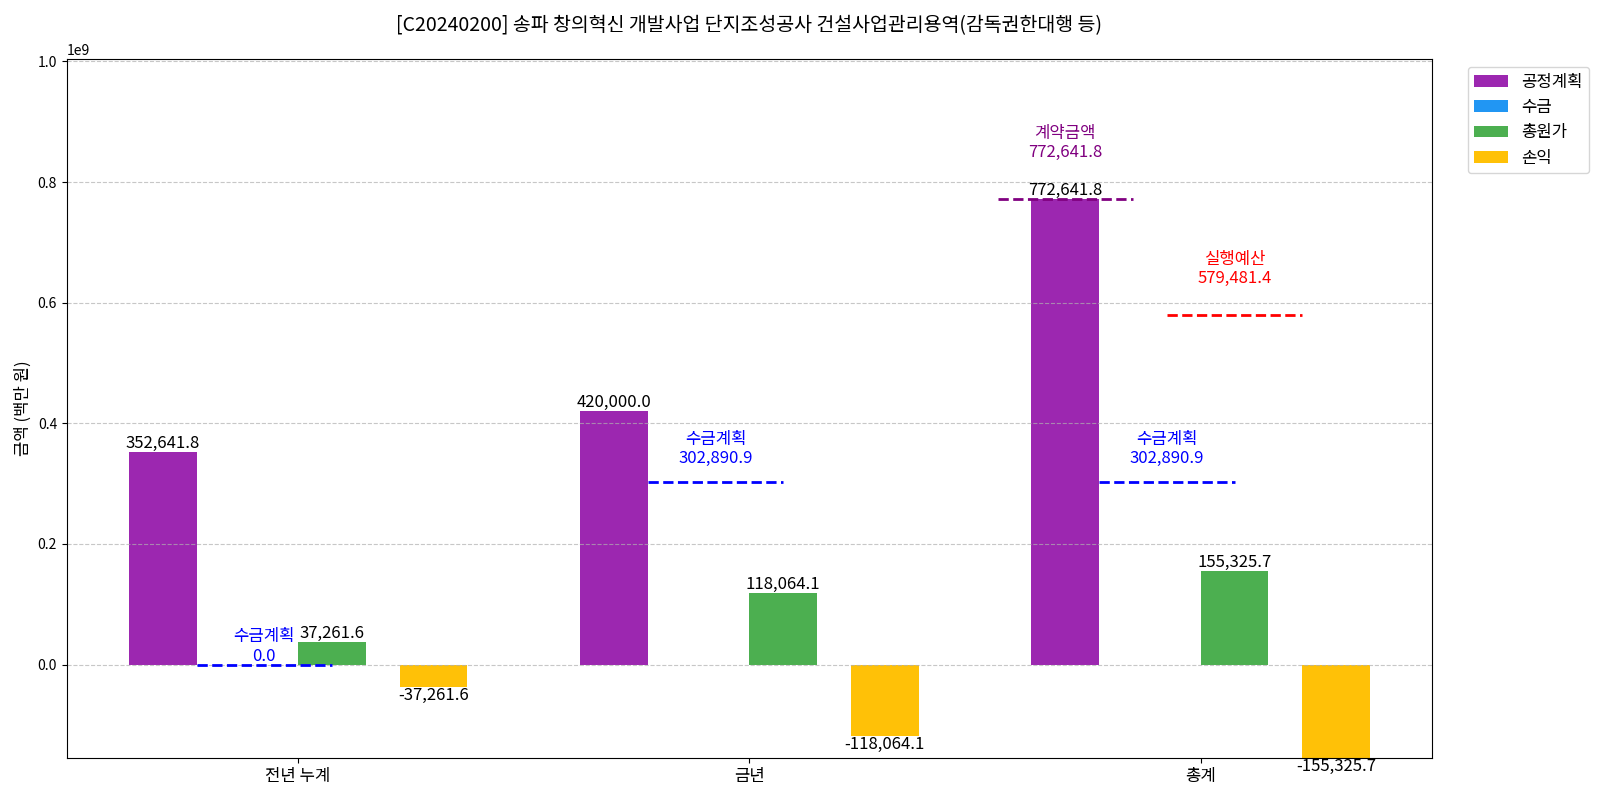 [C20240200] 송파 창의혁신 개발사업 단지조성공사 건설사업관리용역(감독권한대행 등)
1e9
1.0
0.8
0.6
0.4
0.2
0.0
금액 (백만 원)
공정계획
수금
총원가
손익
계약금액
772,641.8
772,641.8
실행예산
579,481.4
420,000.0
352,641.8
수금계획
302,890.9
수금계획
302,890.9
118,064.1
155,325.7
수금계획
0.0
37,261.6
-37,261.6
-118,064.1
-155,325.7
전년 누계
금년
총계